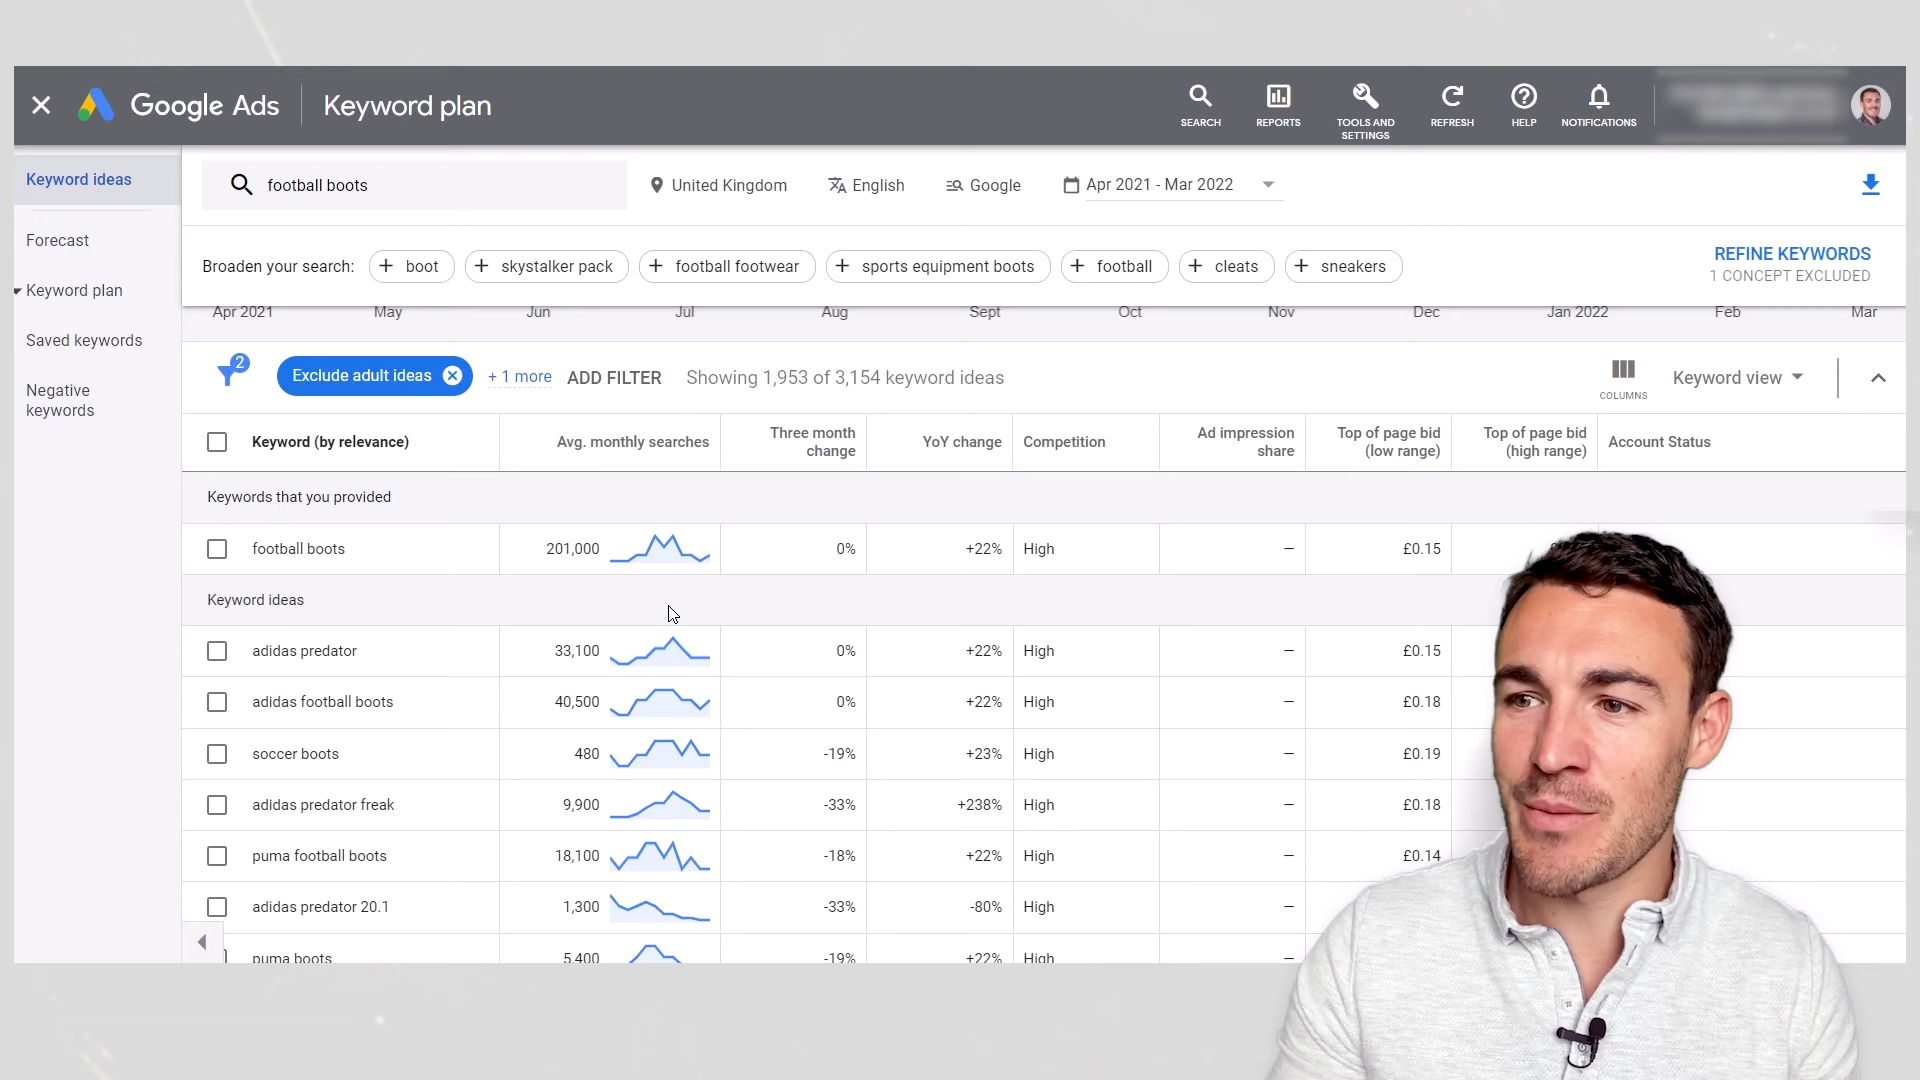 Google Ads
Keyword plan
SEARCH
REPORTS
TOOLS AND
SETTINGS
REFRESH
HELP
NOTIFICATIONS
Keyword ideas
Forecast
Keyword plan
Saved keywords
Negative
keywords
football boots
United Kingdom
English
Google
Apr 2021 - Mar 2022
Broaden your search:
boot
skystalker pack
football footwear
sports equipment boots
football
cleats
sneakers
REFINE KEYWORDS
1 CONCEPT EXCLUDED
Apr 2021 May Jun Jul Aug Sept Oct Nov Dec Jan 2022 Feb Mar
2
Exclude adult ideas
+ 1 more
ADD FILTER
Showing 1,953 of 3,154 keyword ideas
COLUMNS
Keyword view
Keyword (by relevance)
Avg. monthly searches
Three month
change
YoY change
Competition
Ad impression
share
Top of page bid
(low range)
Top of page bid
(high range)
Account Status
Keywords that you provided
football boots 201,000 0% +22% High – £0.15
Keyword ideas
adidas predator 33,100 0% +22% High – £0.15
adidas football boots 40,500 0% +22% High – £0.18
soccer boots 480 -19% +23% High – £0.19
adidas predator freak 9,900 -33% +238% High – £0.18
puma football boots 18,100 -18% +22% High – £0.14
adidas predator 20.1 1,300 -33% -80% High –
puma boots 5,400 -19% +22% High –